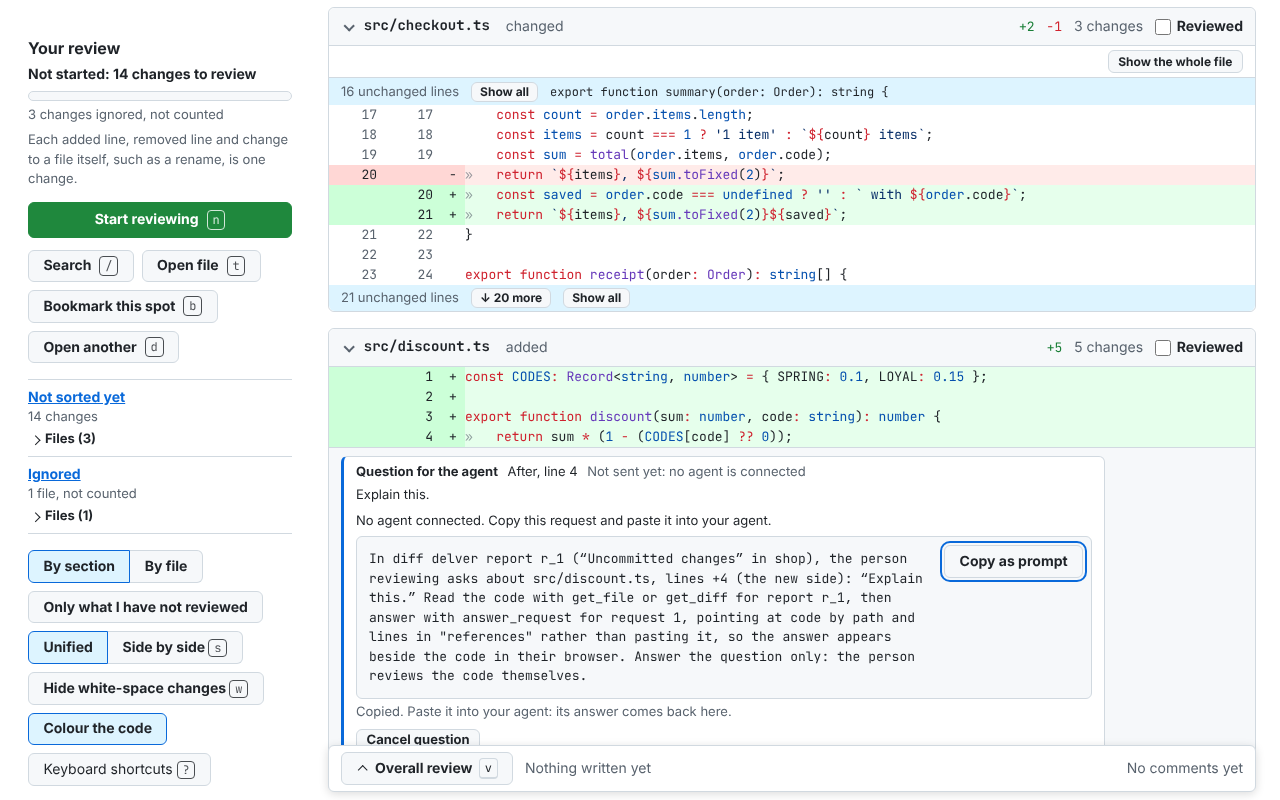 Your review
Not started: 14 changes to review
3 changes ignored, not counted
Each added line, removed line and change
to a file itself, such as a rename, is one
change.
Start reviewing n
Search / Open file t
Bookmark this spot b
Open another d
Not sorted yet
14 changes
Files (3)
Ignored
1 file, not counted
Files (1)
By section By file
Only what I have not reviewed
Unified Side by side s
Hide white-space changes w
Colour the code
Keyboard shortcuts ?
src/checkout.ts changed +2 -1 3 changes Reviewed
Show the whole file
16 unchanged lines Show all export function summary(order: Order): string {
17 17 const count = order.items.length;
18 18 const items = count === 1 ? '1 item' : `${count} items`;
19 19 const sum = total(order.items, order.code);
20 - » return `${items}, ${sum.toFixed(2)}`;
20 + » const saved = order.code === undefined ? '' : ` with ${order.code}`;
21 + » return `${items}, ${sum.toFixed(2)}${saved}`;
21 22 }
22 23
23 24 export function receipt(order: Order): string[] {
21 unchanged lines ↓ 20 more Show all
src/discount.ts added +5 5 changes Reviewed
1 + const CODES: Record<string, number> = { SPRING: 0.1, LOYAL: 0.15 };
2 +
3 + export function discount(sum: number, code: string): number {
4 + » return sum * (1 - (CODES[code] ?? 0));
Question for the agent After, line 4 Not sent yet: no agent is connected
Explain this.
No agent connected. Copy this request and paste it into your agent.
In diff delver report r_1 (“Uncommitted changes” in shop), the person
reviewing asks about src/discount.ts, lines +4 (the new side): “Explain
this.” Read the code with get_file or get_diff for report r_1, then
answer with answer_request for request 1, pointing at code by path and
lines in "references" rather than pasting it, so the answer appears
beside the code in their browser. Answer the question only: the person
reviews the code themselves.
Copy as prompt
Copied. Paste it into your agent: its answer comes back here.
Cancel question
Overall review v Nothing written yet No comments yet